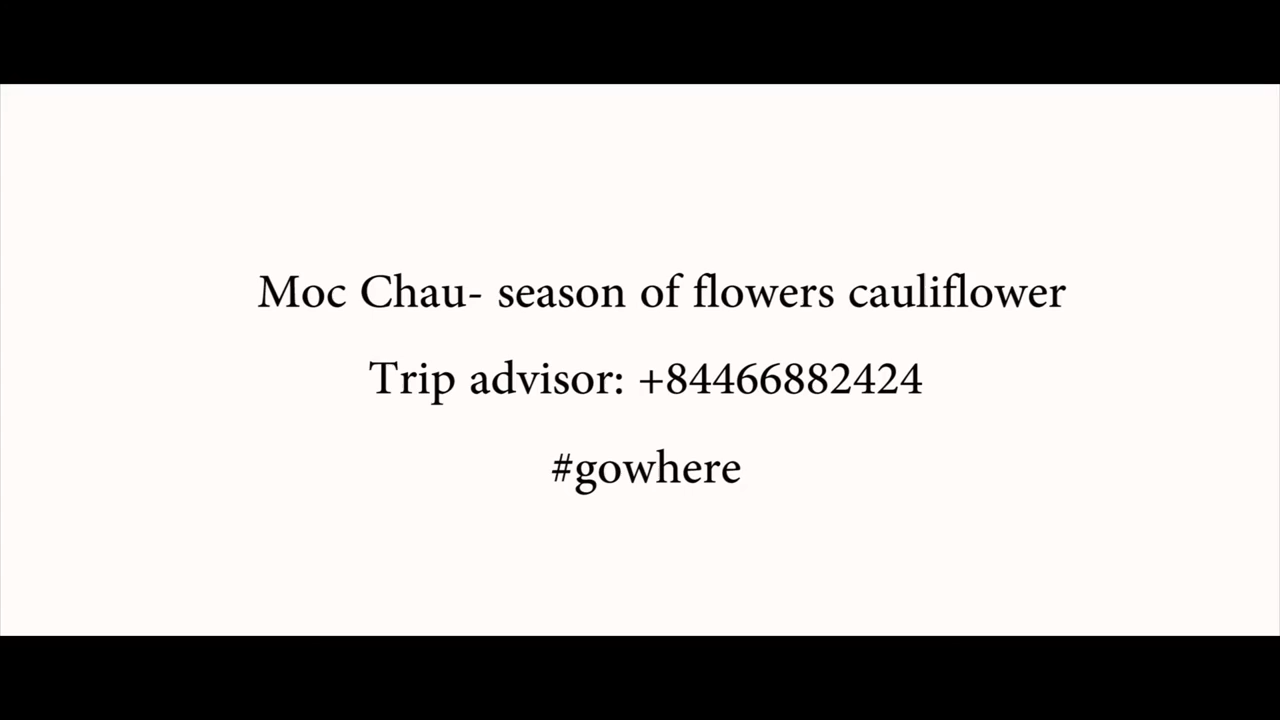 Moc Chau- season of flowers cauliflower
Trip advisor: +84466882424
#gowhere